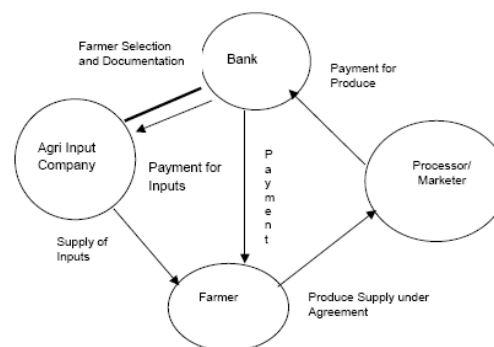 Farmer Selection
and Documentation
Bank
Payment for
Produce
Agri Input
Company
Payment for
Inputs
P
a
y
m
e
n
t
Processor/
Marketer
Supply of
Inputs
Farmer
Produce Supply under
Agreement